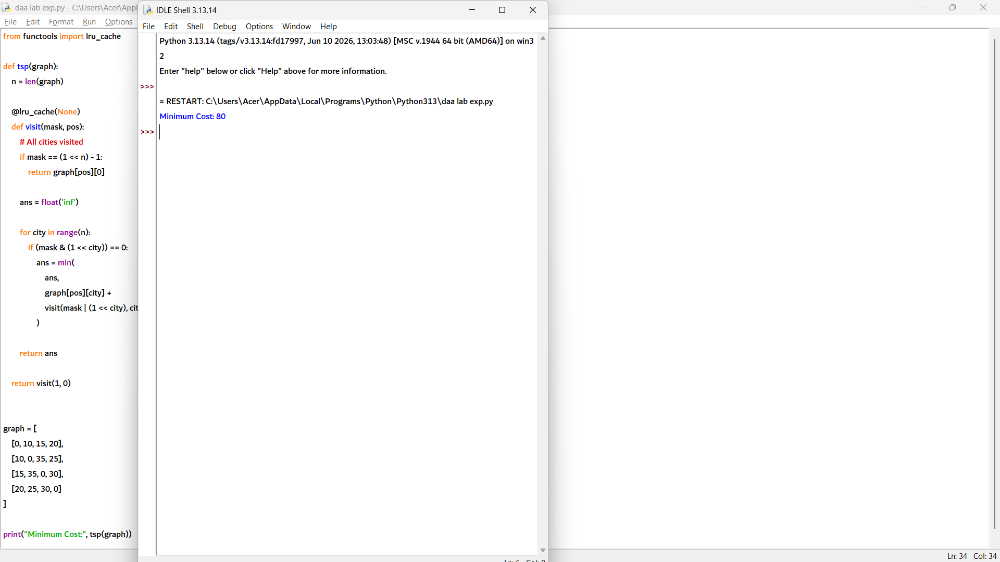 daa lab exp.py - C:\Users\Acer\App
File Edit Format Run Options
from functools import lru_cache
def tsp(graph):
    n = len(graph)
    @lru_cache(None)
    def visit(mask, pos):
        # All cities visited
        if mask == (1 << n) - 1:
            return graph[pos][0]
        ans = float('inf')
        for city in range(n):
            if (mask & (1 << city)) == 0:
                ans = min(
                    ans,
                    graph[pos][city] +
                    visit(mask | (1 << city), cit
                )
        return ans
    return visit(1, 0)
graph = [
    [0, 10, 15, 20],
    [10, 0, 35, 25],
    [15, 35, 0, 30],
    [20, 25, 30, 0]
]
print("Minimum Cost:", tsp(graph))
IDLE Shell 3.13.14
File Edit Shell Debug Options Window Help
Python 3.13.14 (tags/v3.13.14:fd17997, Jun 10 2026, 13:03:48) [MSC v.1944 64 bit (AMD64)] on win3
2
Enter "help" below or click "Help" above for more information.
>>>
= RESTART: C:\Users\Acer\AppData\Local\Programs\Python\Python313\daa lab exp.py
Minimum Cost: 80
>>>
Ln: 34 Col: 34